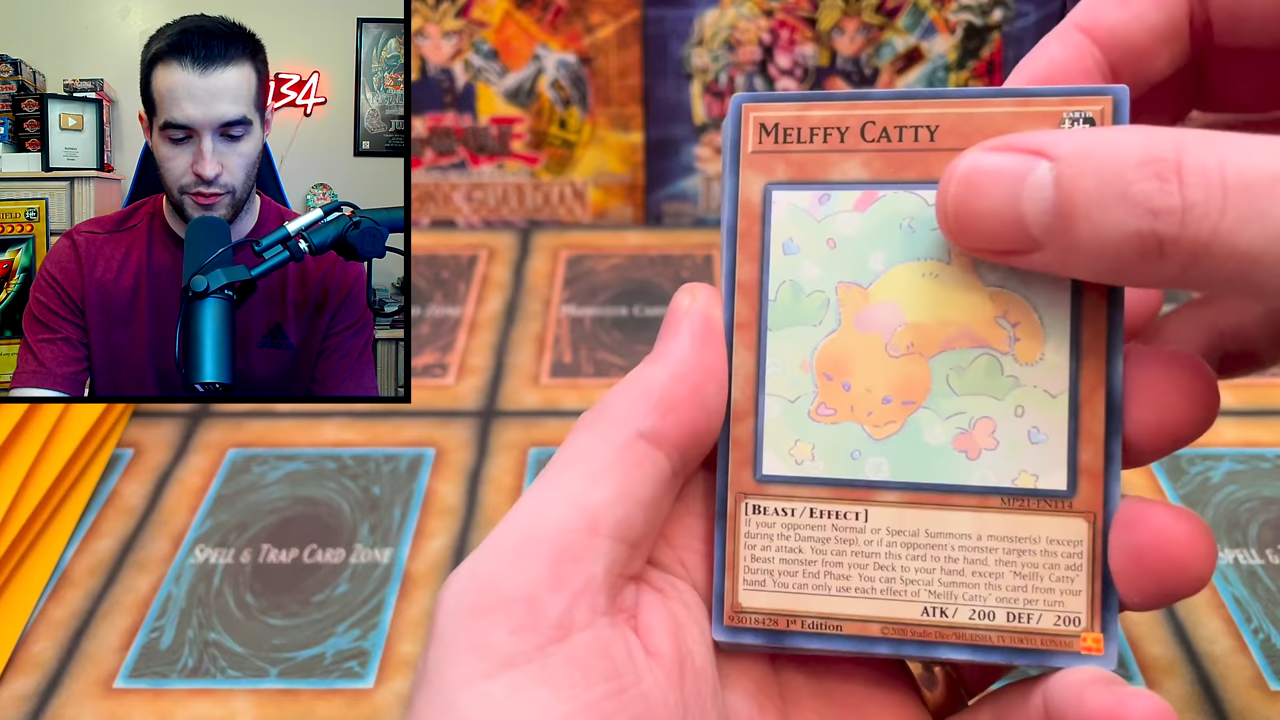 34
MELFFY CATTY
EARTH
MP21-EN114
[BEAST/EFFECT]
If your opponent Normal or Special Summons a monster(s) (except
during the Damage Step), or if an opponent's monster targets this card
for an attack: You can return this card to the hand, then you can add
1 Beast monster from your Deck to your hand, except "Melffy Catty".
During your End Phase: You can Special Summon this card from your
hand. You can only use each effect of "Melffy Catty" once per turn.
ATK/ 200 DEF/ 200
93018428 1st Edition
©2020 Studio Dice/SHUEISHA, TV TOKYO, KONAMI
SPELL & TRAP CARD ZONE
SPELL &